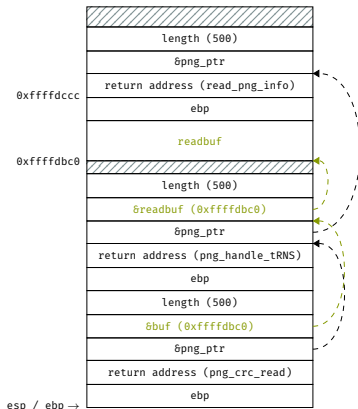 length (500)
&png_ptr
return address (read_png_info)
0xffffdccc
ebp
readbuf
0xffffdbc0
length (500)
&readbuf (0xffffdbc0)
&png_ptr
return address (png_handle_tRNS)
ebp
length (500)
&buf (0xffffdbc0)
&png_ptr
return address (png_crc_read)
ebp
esp / ebp →